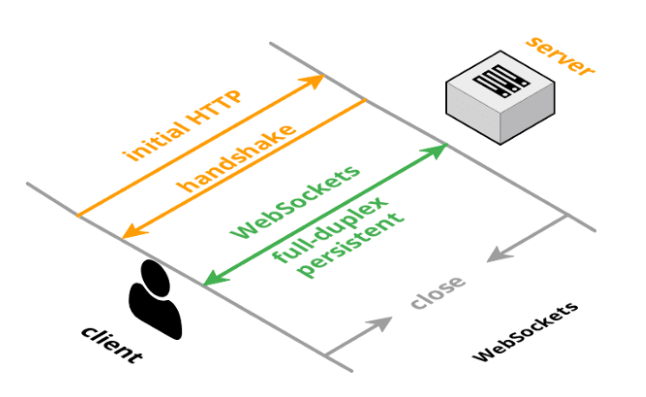 server
initial HTTP
handshake
WebSockets
full-duplex
persistent
close
client
WebSockets